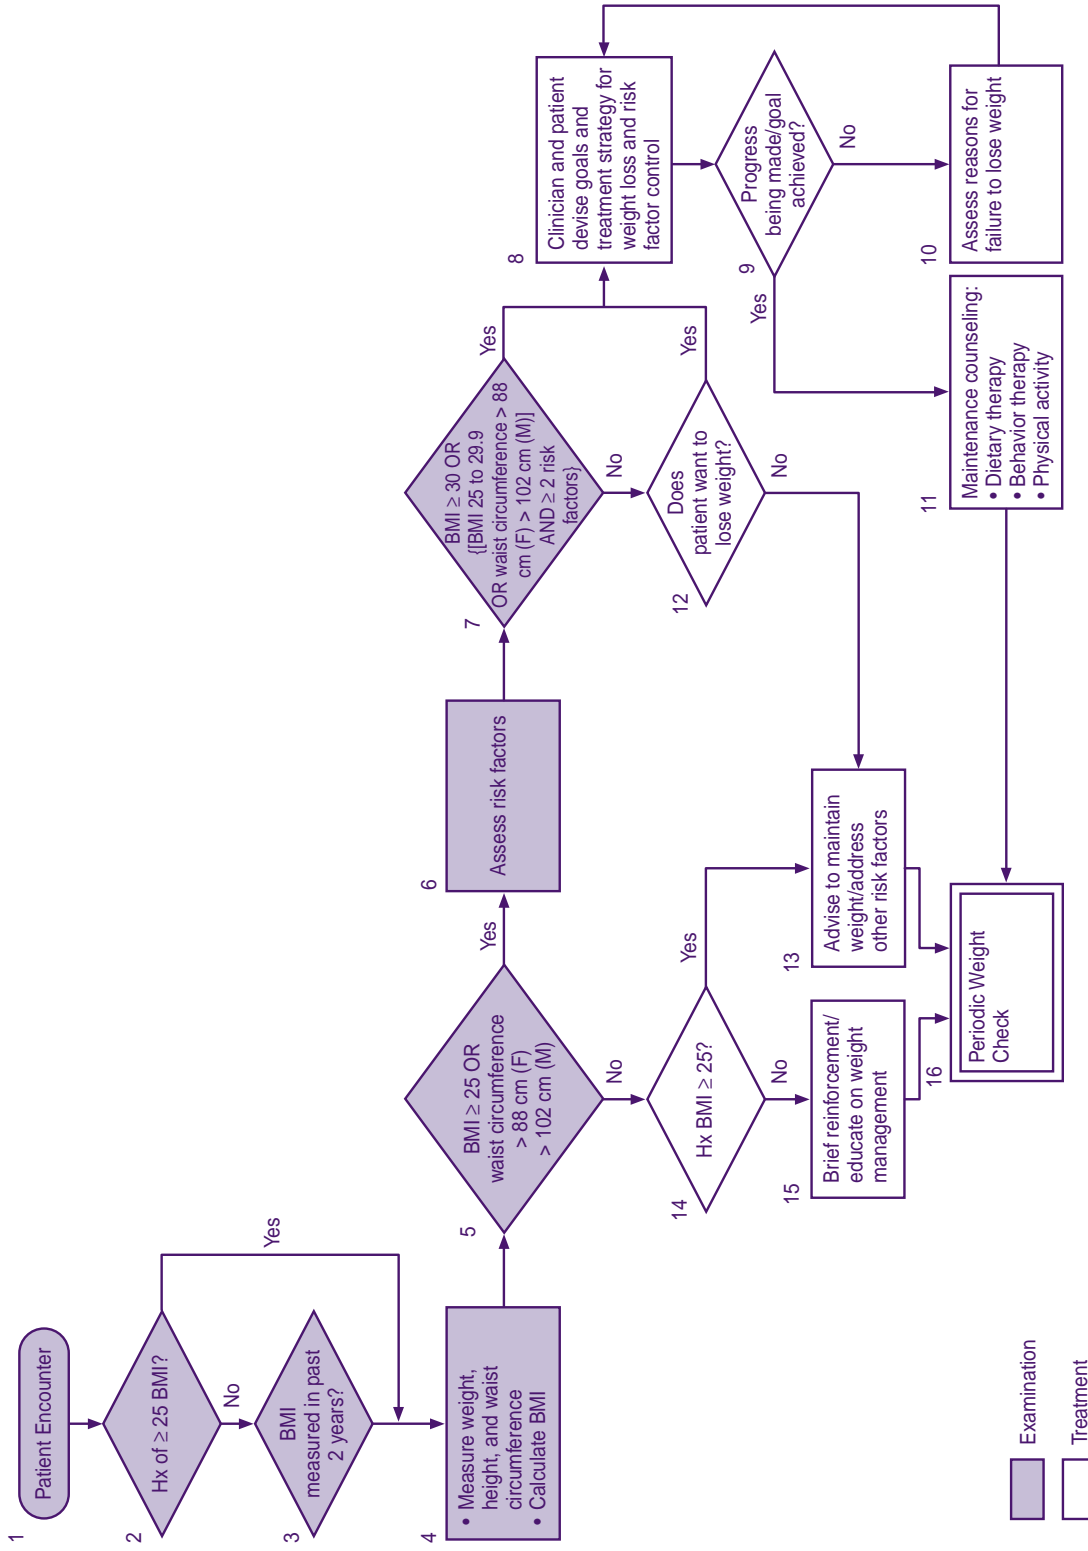 1
Patient Encounter
2
Hx of ≥ 25 BMI?
Yes
No
3
BMI
measured in past
2 years?
4
• Measure weight,
height, and waist
circumference
• Calculate BMI
5
BMI ≥ 25 OR
waist circumference
> 88 cm (F)
> 102 cm (M)
Yes
No
6
Assess risk factors
7
BMI ≥ 30 OR
{[BMI 25 to 29.9
OR waist circumference > 88
cm (F) > 102 cm (M)]
AND ≥ 2 risk
factors}
Yes
No
8
Clinician and patient
devise goals and
treatment strategy for
weight loss and risk
factor control
9
Progress
being made/goal
achieved?
Yes
No
10
Assess reasons for
failure to lose weight
11
Maintenance counseling:
• Dietary therapy
• Behavior therapy
• Physical activity
12
Does
patient want to
lose weight?
Yes
No
13
Advise to maintain
weight/address
other risk factors
14
Hx BMI ≥ 25?
Yes
No
15
Brief reinforcement/
educate on weight
management
16
Periodic Weight
Check
Examination
Treatment